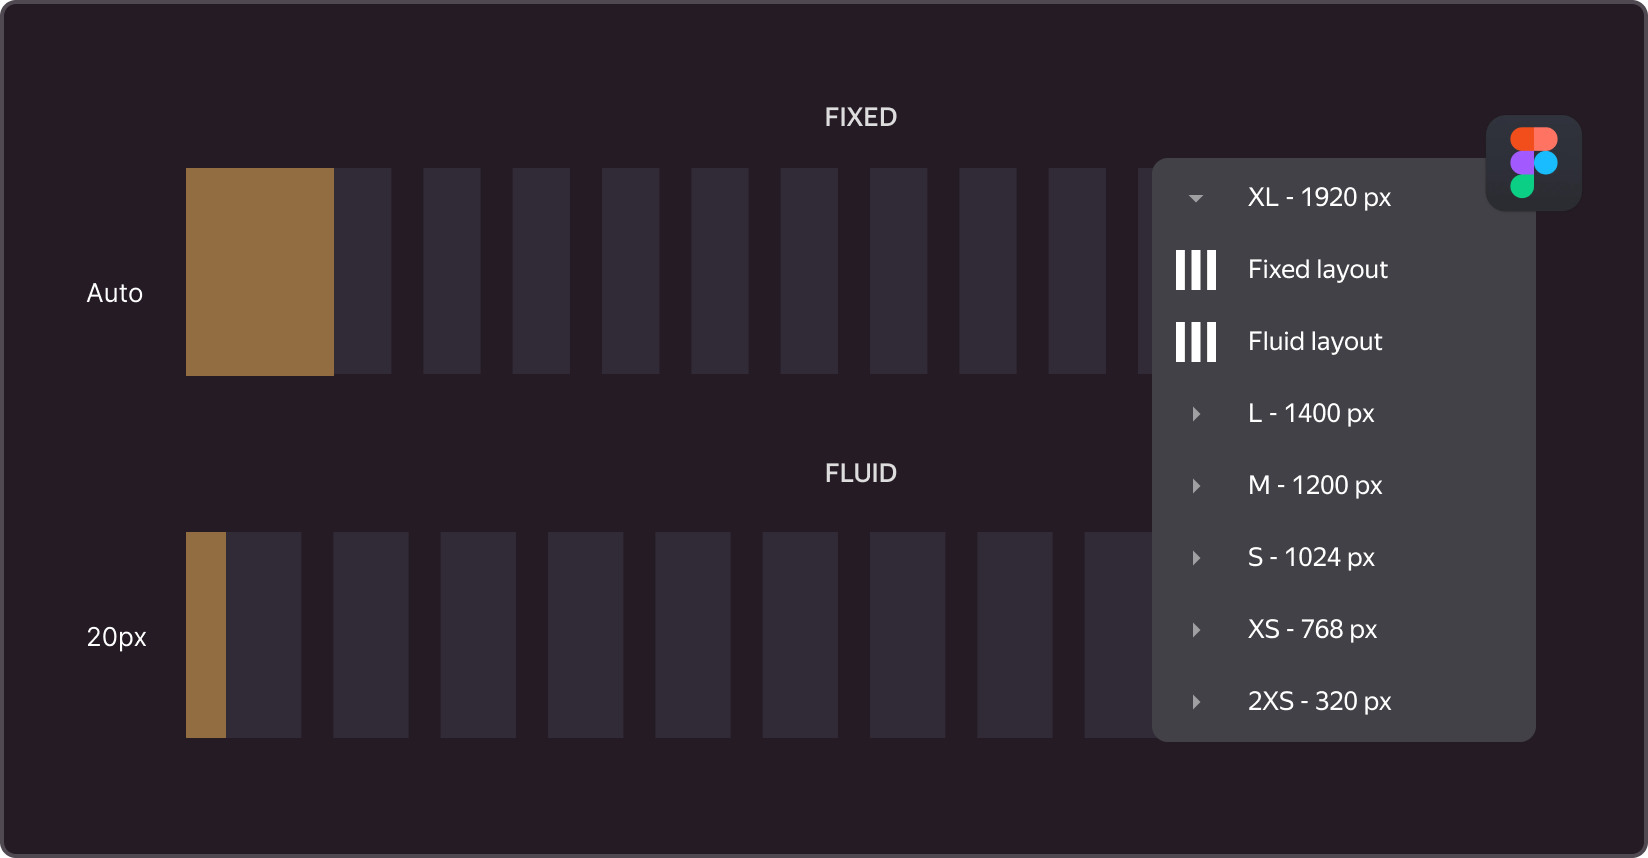 FIXED
Auto
FLUID
20px
XL - 1920 px
Fixed layout
Fluid layout
L - 1400 px
M - 1200 px
S - 1024 px
XS - 768 px
2XS - 320 px